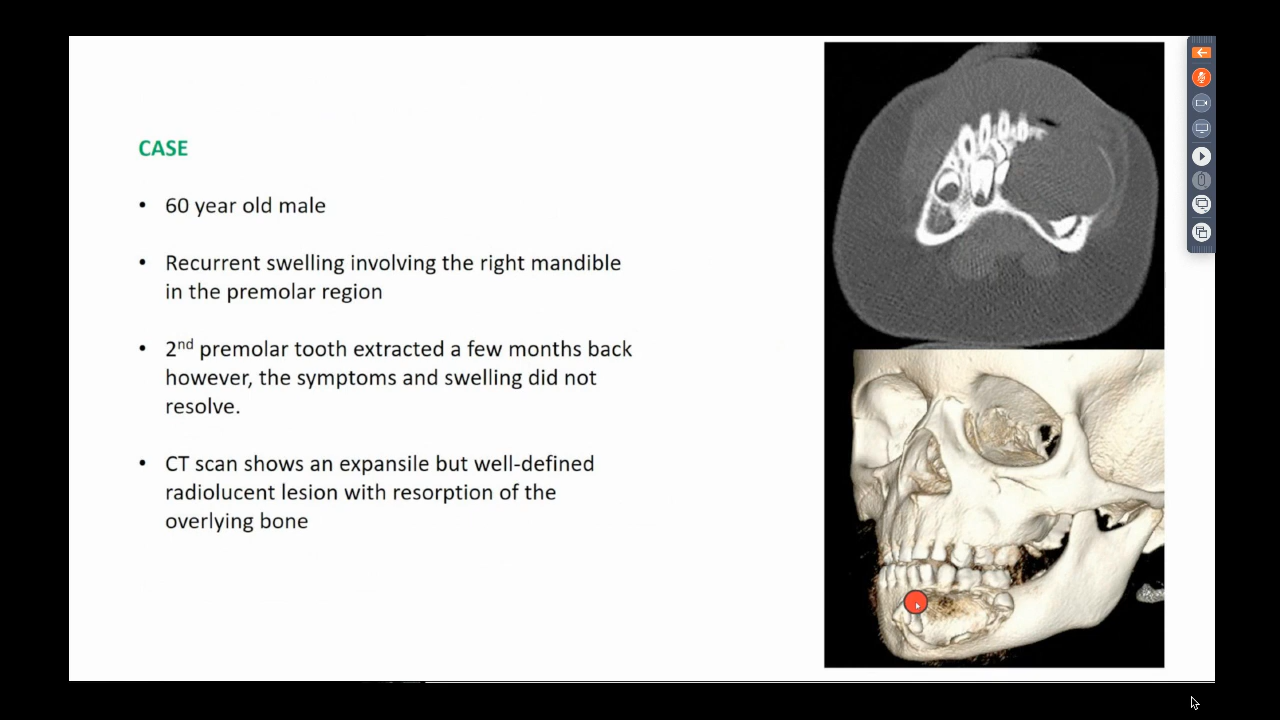 CASE
• 60 year old male
• Recurrent swelling involving the right mandible
in the premolar region
• 2nd premolar tooth extracted a few months back
however, the symptoms and swelling did not
resolve.
• CT scan shows an expansile but well-defined
radiolucent lesion with resorption of the
overlying bone